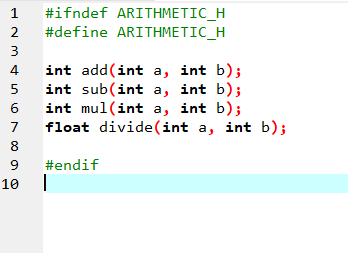 1 #ifndef ARITHMETIC_H
2 #define ARITHMETIC_H
3
4 int add(int a, int b);
5 int sub(int a, int b);
6 int mul(int a, int b);
7 float divide(int a, int b);
8
9 #endif
10